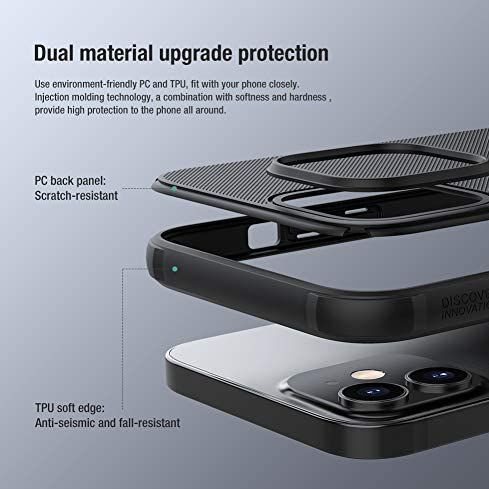 Dual material upgrade protection
Use environment-friendly PC and TPU, fit with your phone closely.
Injection molding technology, a combination with softness and hardness ,
provide high protection to the phone all around.
PC back panel:
Scratch-resistant
DISCOVE
INNOVATIO
TPU soft edge:
Anti-seismic and fall-resistant